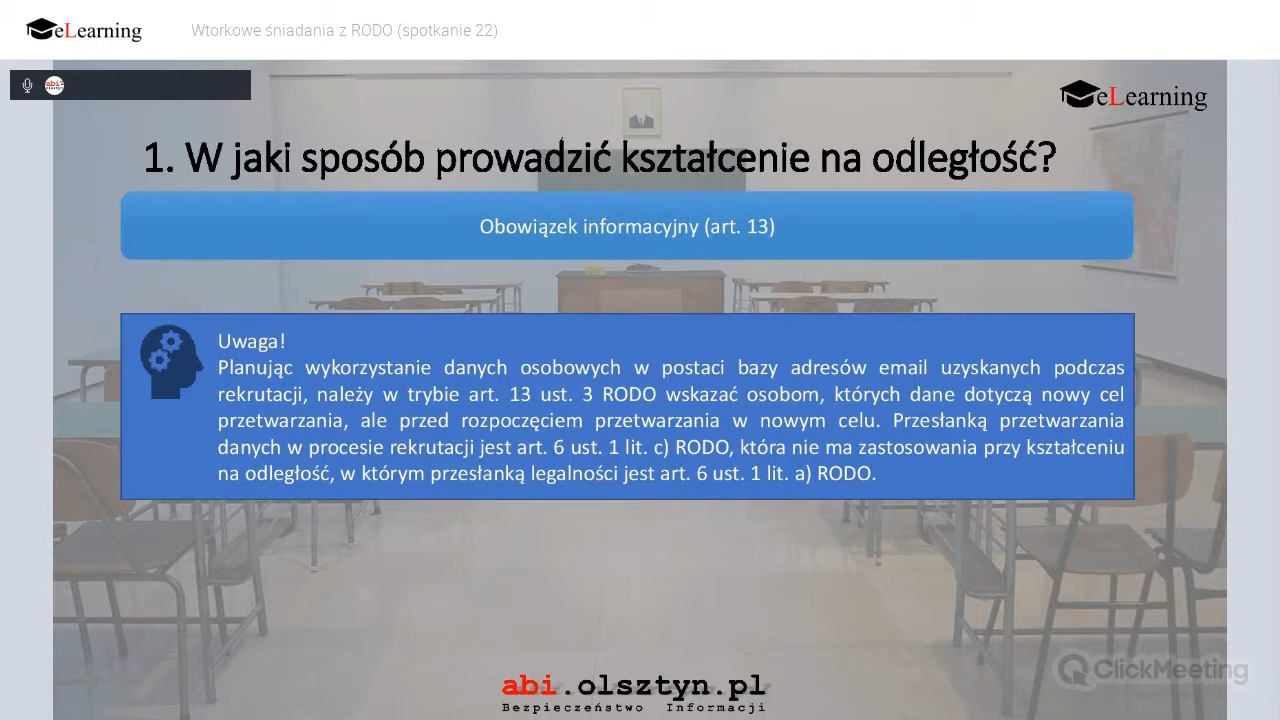 eLearning
Wtorkowe śniadania z RODO (spotkanie 22)
eLearning
1. W jaki sposób prowadzić kształcenie na odległość?
Obowiązek informacyjny (art. 13)
Uwaga!
Planując wykorzystanie danych osobowych w postaci bazy adresów email uzyskanych podczas
rekrutacji, należy w trybie art. 13 ust. 3 RODO wskazać osobom, których dane dotyczą nowy cel
przetwarzania, ale przed rozpoczęciem przetwarzania w nowym celu. Przesłanką przetwarzania
danych w procesie rekrutacji jest art. 6 ust. 1 lit. c) RODO, która nie ma zastosowania przy kształceniu
na odległość, w którym przesłanką legalności jest art. 6 ust. 1 lit. a) RODO.
ClickMeeting
abi.olsztyn.pl
Bezpieczeństwo Informacji